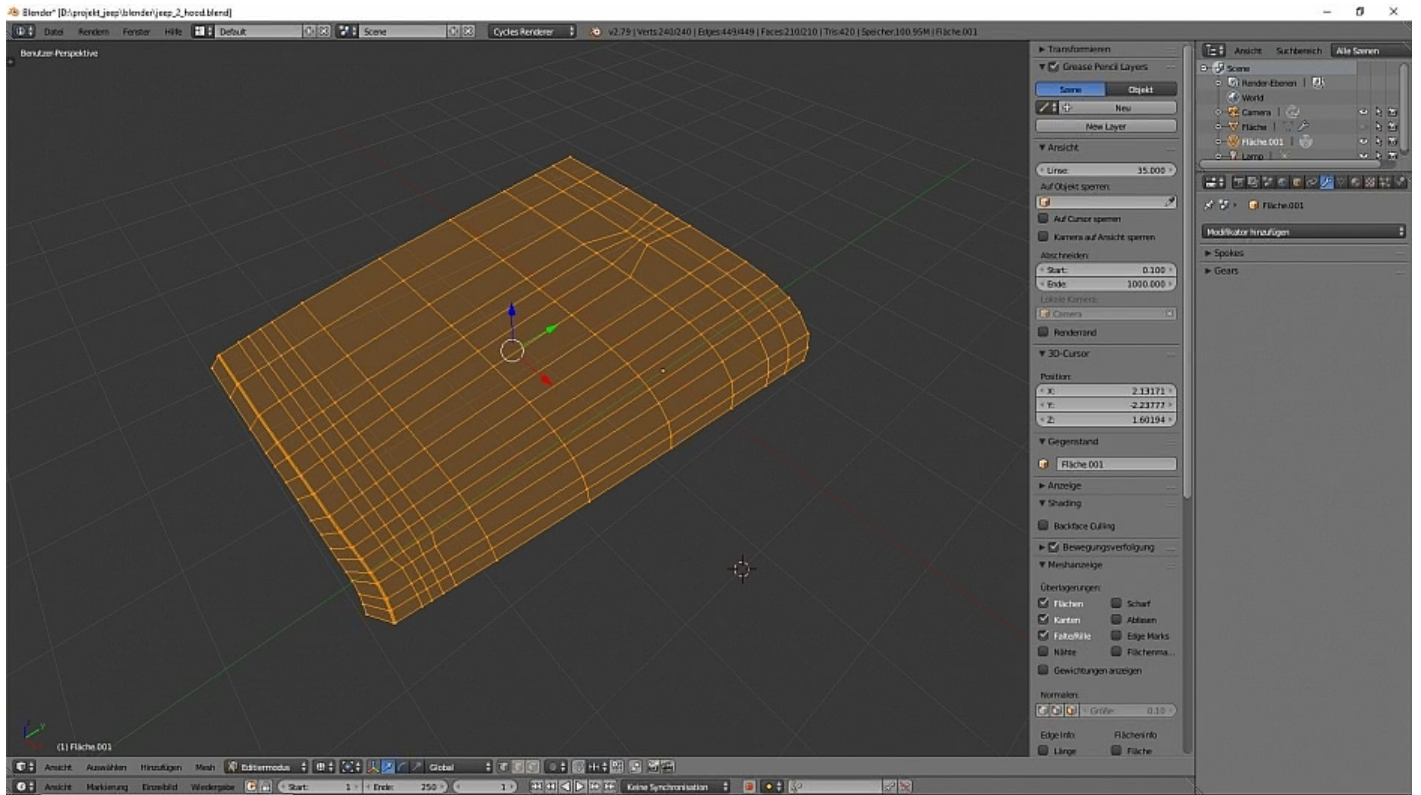 Blender* [D:\projekt_jeep\blender\jeep_2_hood.blend]
Datei Rendern Fenster Hilfe Default Scene Cycles Renderer v2.79 | Verts:240/240 | Edges:449/449 | Faces:210/210 | Tris:420 | Speicher:100.95M | Fläche.001
Benutzer-Perspektive
Transformieren
Grease Pencil Layers
Szene Objekt
Neu
New Layer
Ansicht
Linse: 35.000
Auf Objekt sperren:
Auf Cursor sperren
Kamera auf Ansicht sperren
Abschneiden:
Start: 0.100
Ende: 1000.000
Lokale Kamera:
Camera
Renderrand
3D-Cursor
Position:
X: 2.13171
Y: -2.23777
Z: 1.60194
Gegenstand
Fläche.001
Anzeige
Shading
Backface Culling
Bewegungsverfolgung
Meshanzeige
Überlagerungen:
Flächen Scharf
Kanten Ablösen
Falte/Rille Edge Marks
Nähte Flächenma...
Gewichtungen anzeigen
Normalen:
Größe: 0.10
Edge Info: Flächeninfo
Länge Fläche
Ansicht Suchbereich Alle Szenen
Scene
Render-Ebenen |
World
Camera |
Fläche |
Fläche.001 |
Lamp |
Fläche.001
Modifikator hinzufügen
Spokes
Gears
(1) Fläche.001
Ansicht Auswählen Hinzufügen Mesh Editiermodus Global
Ansicht Markierung Einzelbild Wiedergabe Start: 1 Ende: 250 1 Keine Synchronisation